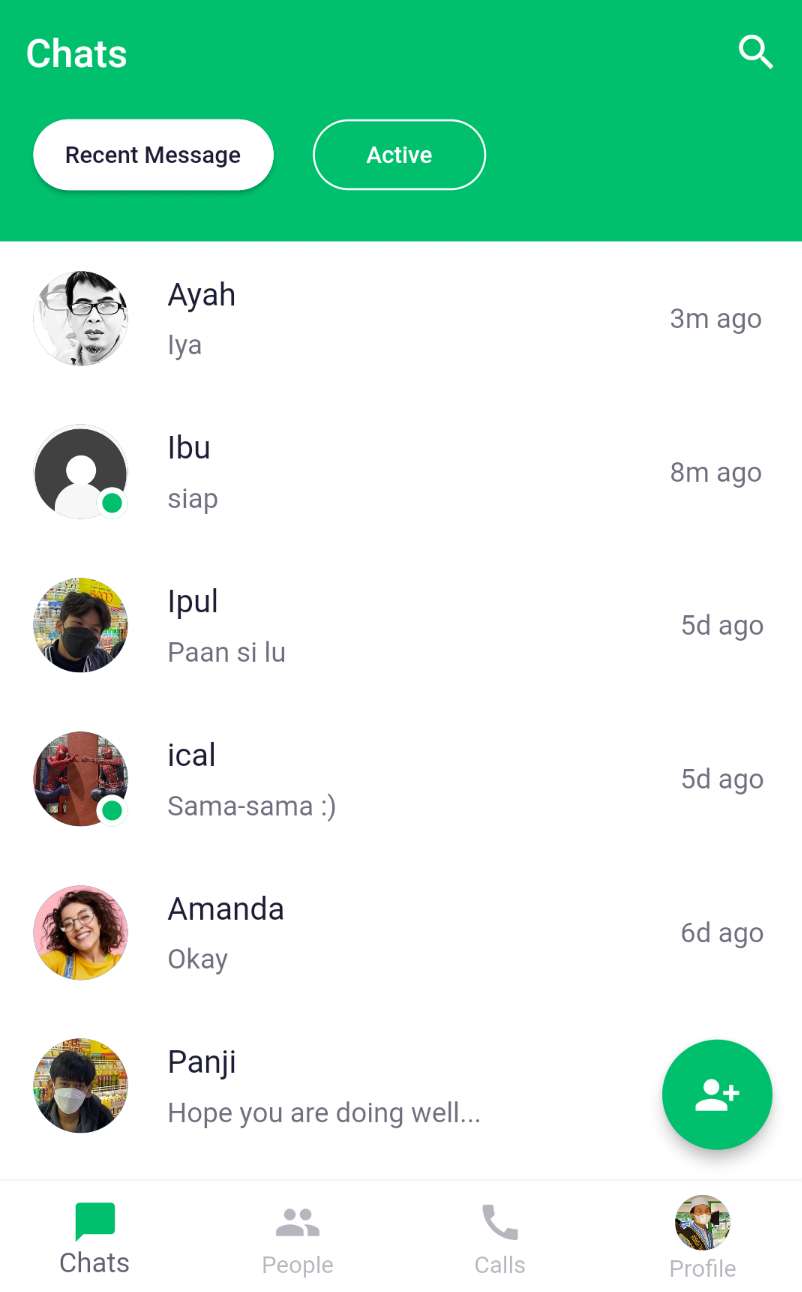 Chats
Recent Message
Active
Ayah
Iya
3m ago
Ibu
siap
8m ago
Ipul
Paan si lu
5d ago
ical
Sama-sama :)
5d ago
Amanda
Okay
6d ago
Panji
Hope you are doing well...
Chats
People
Calls
Profile